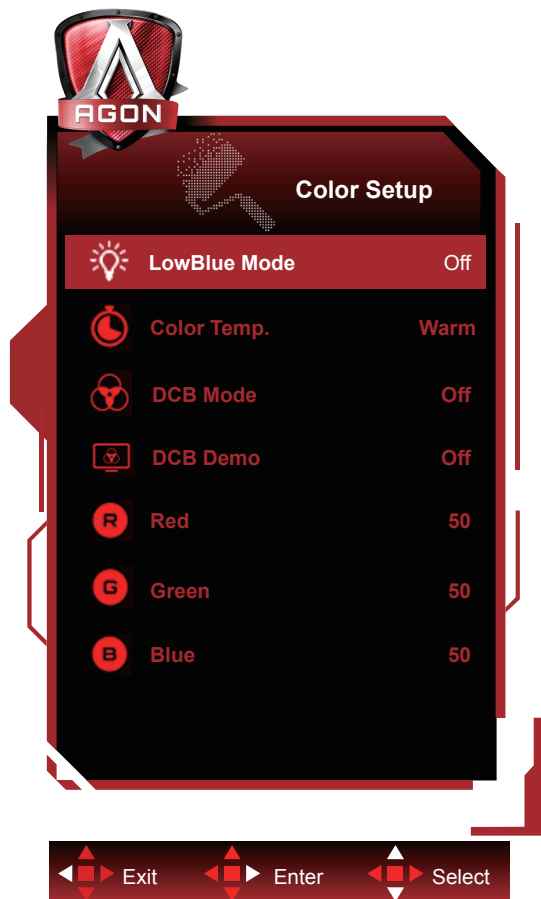 AGON
Color Setup
LowBlue Mode Off
Color Temp. Warm
DCB Mode Off
DCB Demo Off
R Red 50
G Green 50
B Blue 50
Exit Enter Select